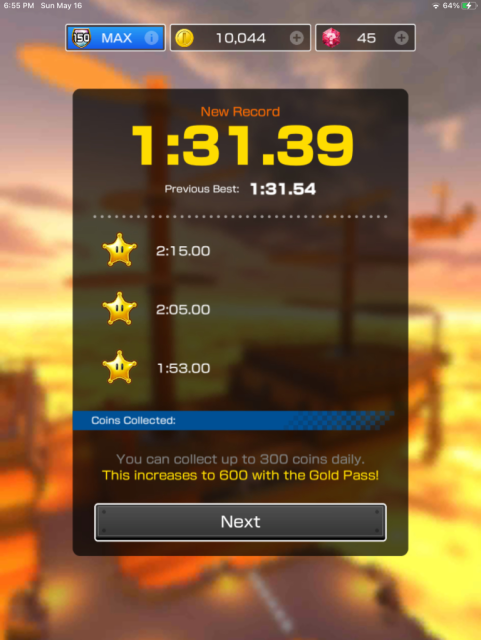 6:55 PM Sun May 16
64%
150 MAX i 10,044 + 45 +
New Record
1:31.39
Previous Best: 1:31.54
2:15.00
2:05.00
1:53.00
Coins Collected:
You can collect up to 300 coins daily.
This increases to 600 with the Gold Pass!
Next